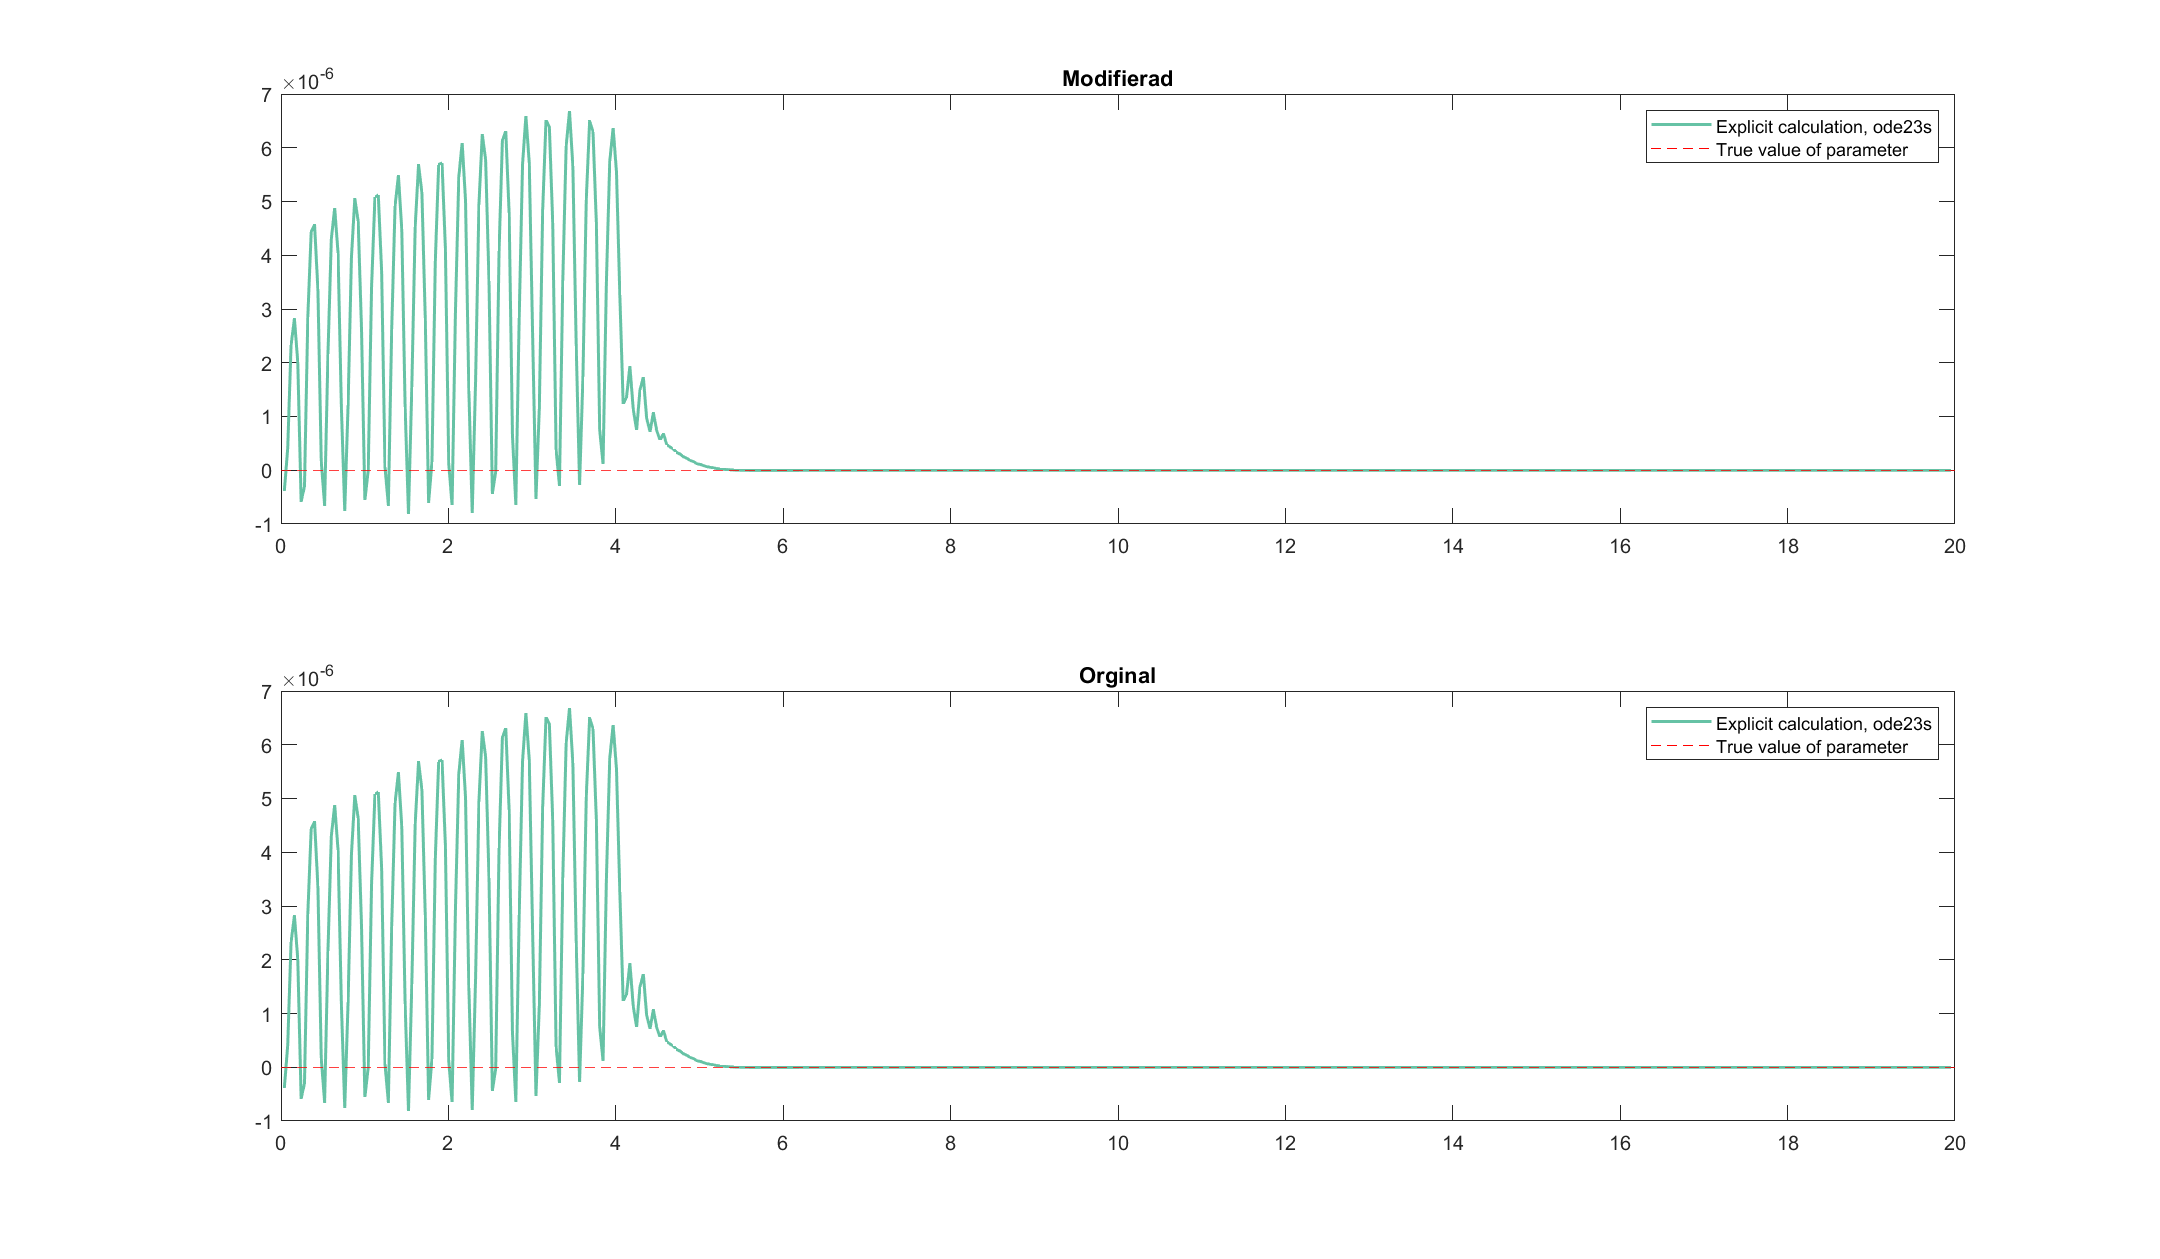 Modifierad
×10-6
7
6
5
4
3
2
1
0
-1
0 2 4 6 8 10 12 14 16 18 20
Explicit calculation, ode23s
True value of parameter
Orginal
×10-6
7
6
5
4
3
2
1
0
-1
0 2 4 6 8 10 12 14 16 18 20
Explicit calculation, ode23s
True value of parameter